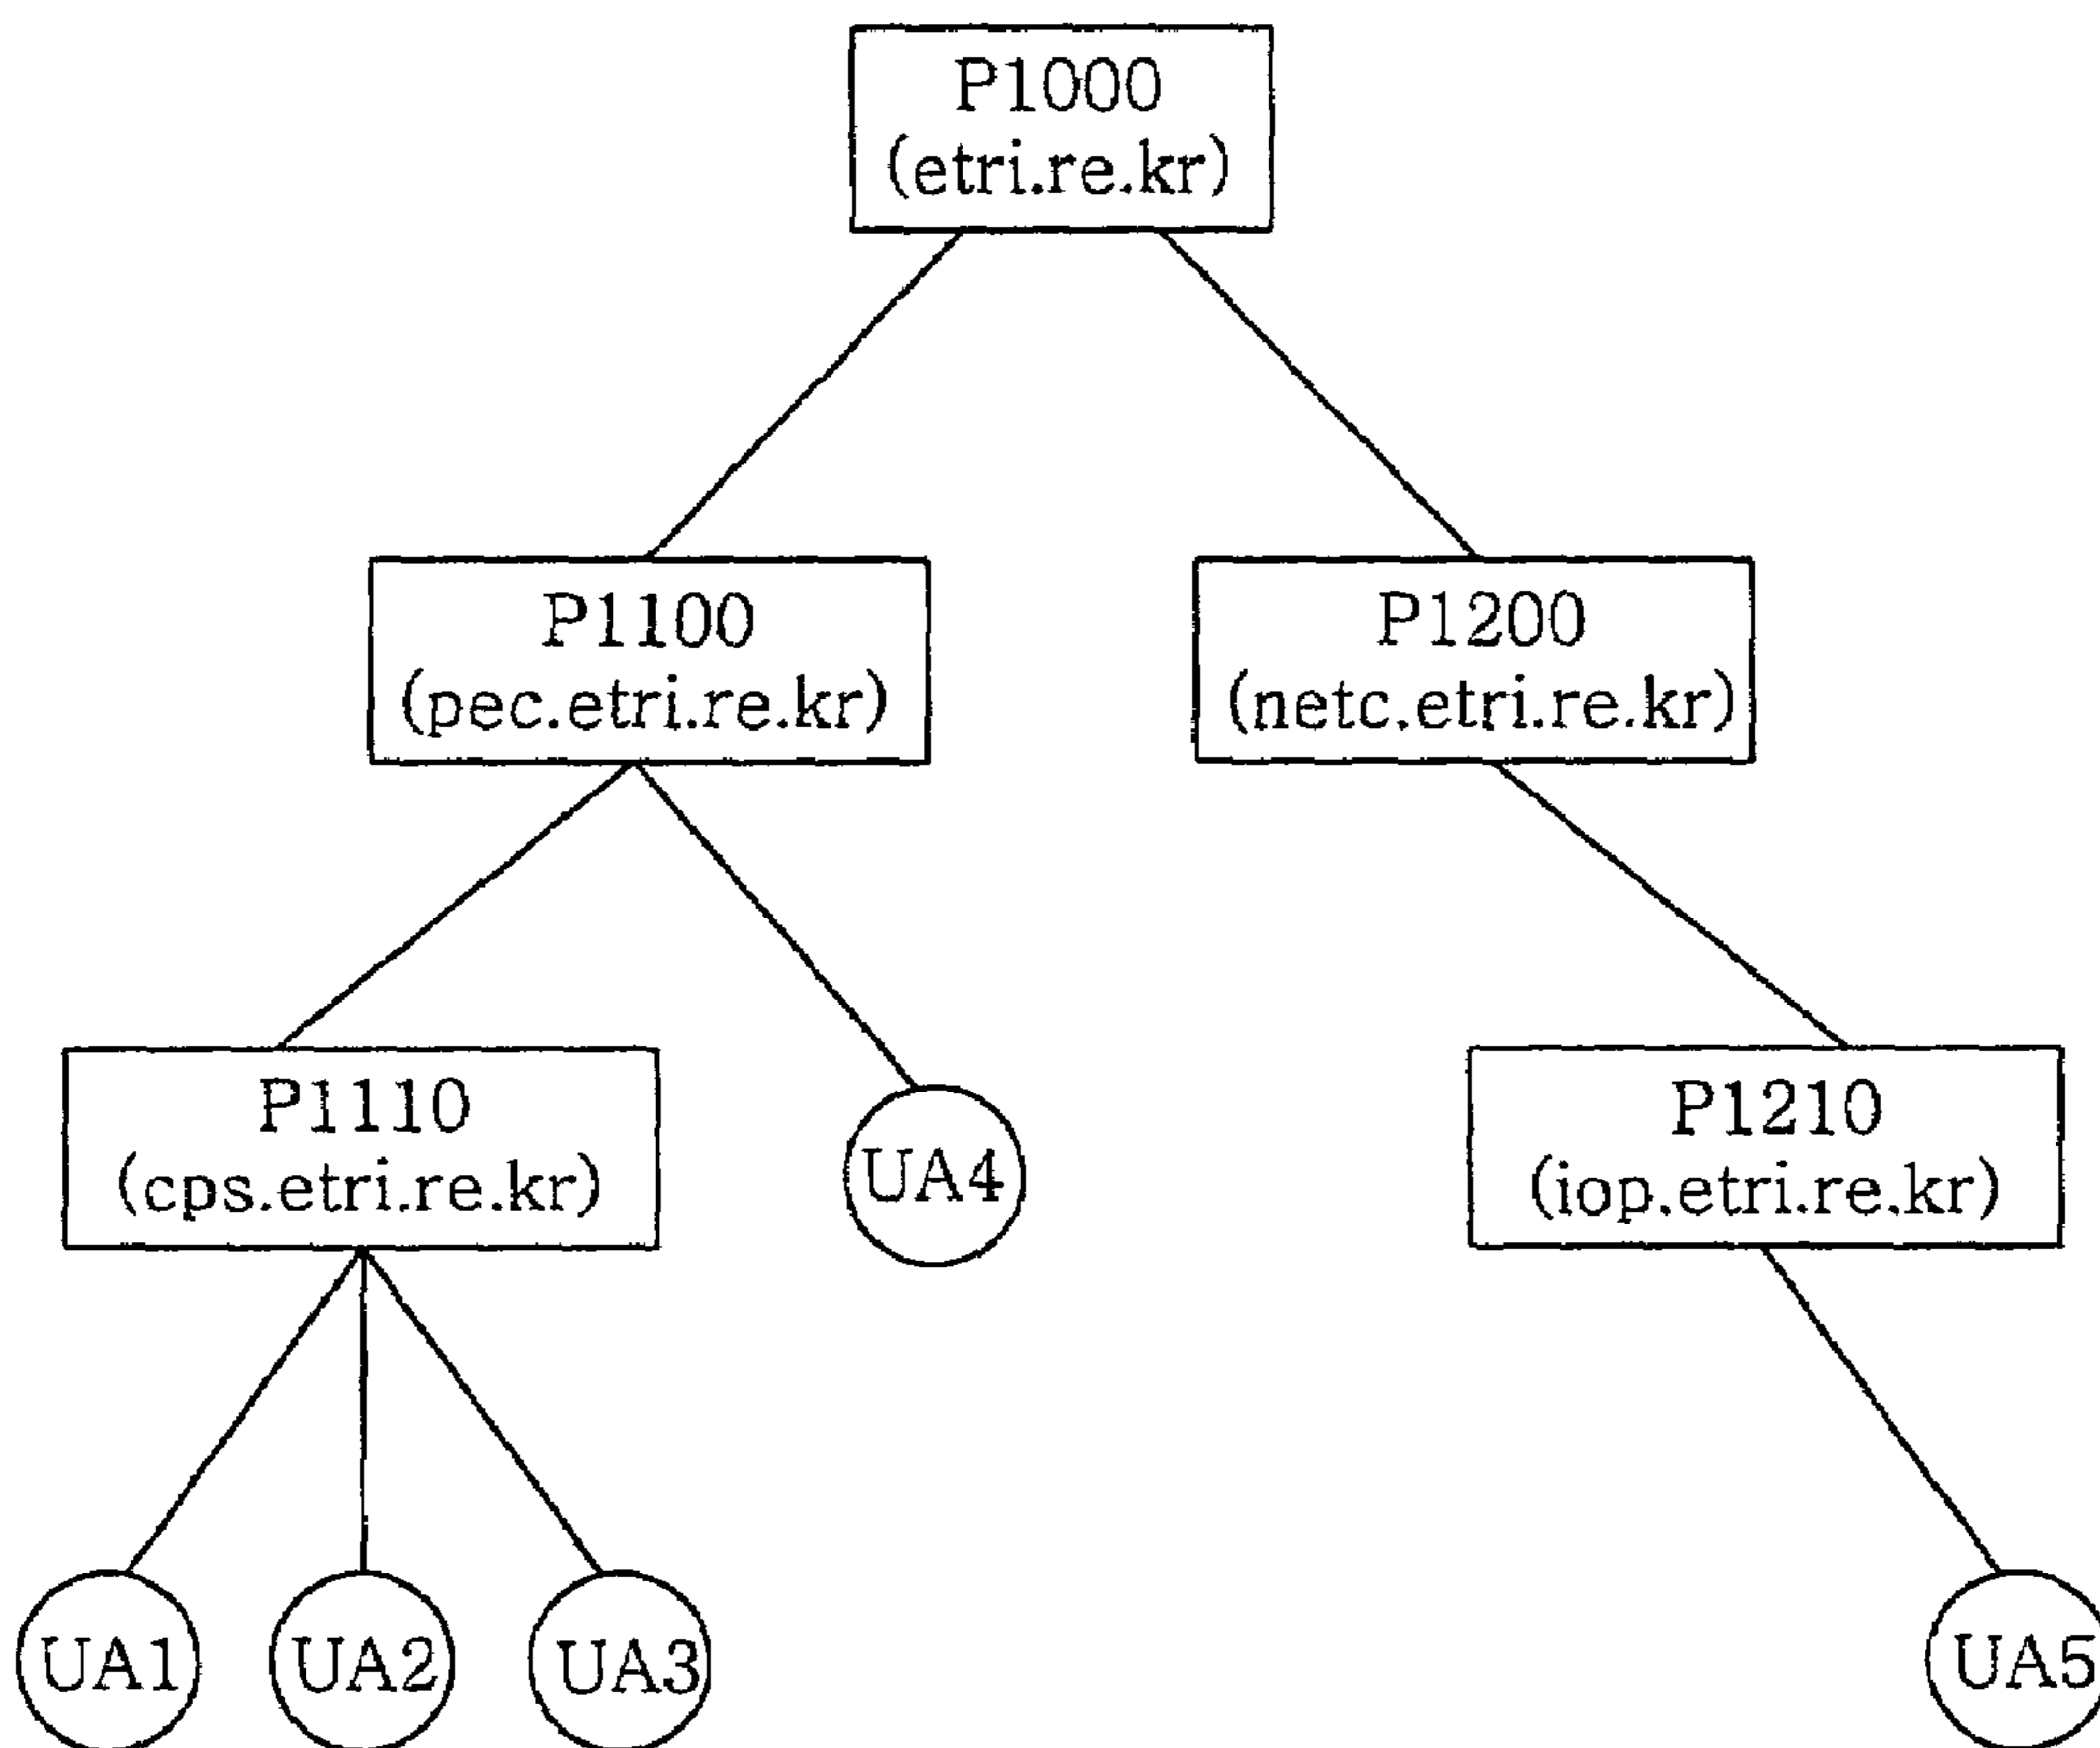 P1000
(etri.re.kr)
P1100
(pec.etri.re.kr)
P1200
(netc.etri.re.kr)
P1110
(cps.etri.re.kr)
UA4
P1210
(iop.etri.re.kr)
UA1
UA2
UA3
UA5